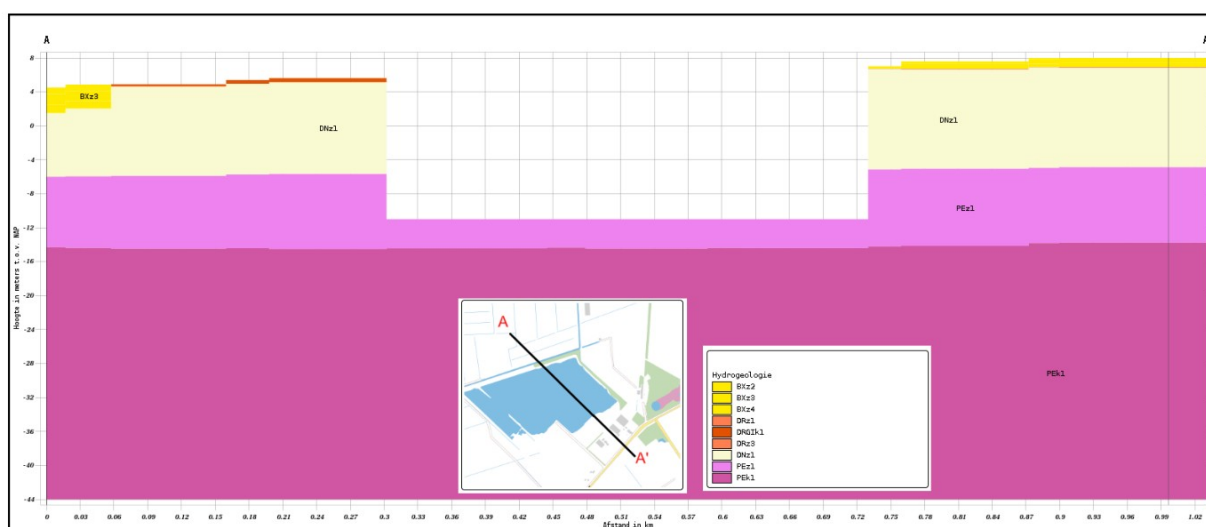 A
A
8
4
0
-4
-8
-12
-16
-20
-24
-28
-32
-36
-40
-44
Hoogte in meters t.o.v. NAP
BXz3
DNz1
DNz1
PEz1
PEk1
A
A'
Hydrogeologie
BXz2
BXz3
BXz4
DRz1
DRGIk1
DRz3
DNz1
PEz1
PEk1
0 0.03 0.06 0.09 0.12 0.15 0.18 0.21 0.24 0.27 0.3 0.33 0.36 0.39 0.42 0.45 0.48 0.51 0.54 0.57 0.6 0.63 0.66 0.69 0.72 0.75 0.78 0.81 0.84 0.87 0.9 0.93 0.96 0.99 1.02
Afstand in km